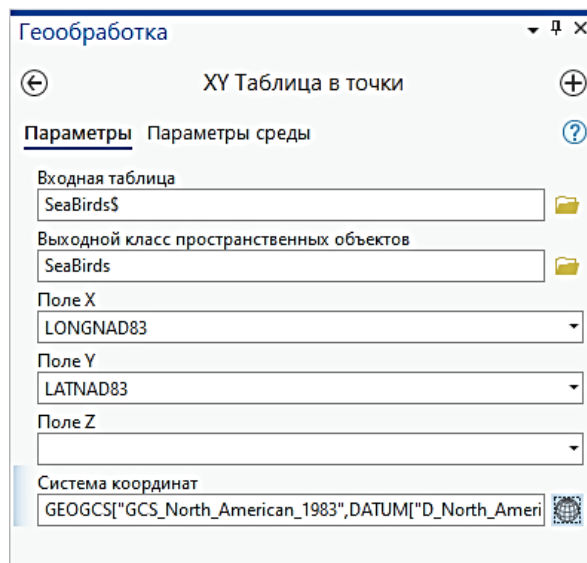 Геообработка
XY Таблица в точки
Параметры Параметры среды
Входная таблица
SeaBirds$
Выходной класс пространственных объектов
SeaBirds
Поле X
LONGNAD83
Поле Y
LATNAD83
Поле Z
Система координат
GEOGCS["GCS_North_American_1983",DATUM["D_North_Ameri